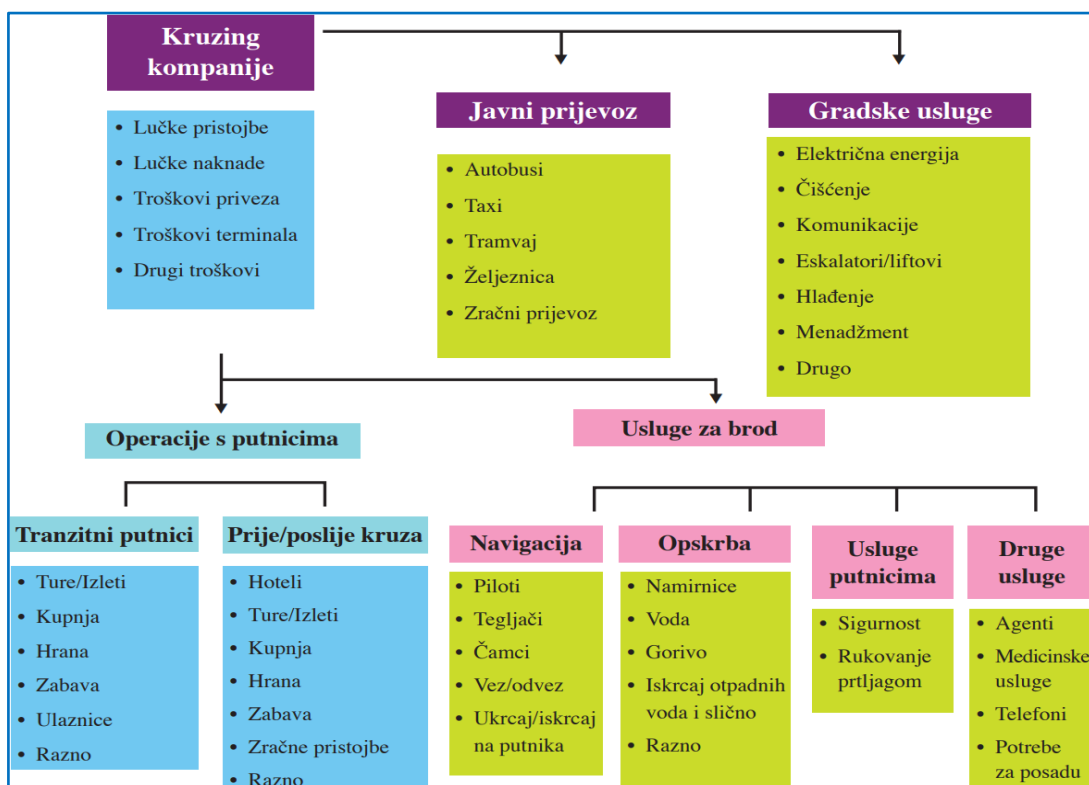 Kruzing
kompanije
• Lučke pristojbe
• Lučke naknade
• Troškovi priveza
• Troškovi terminala
• Drugi troškovi
Javni prijevoz
• Autobusi
• Taxi
• Tramvaj
• Željeznica
• Zračni prijevoz
Gradske usluge
• Električna energija
• Čišćenje
• Komunikacije
• Eskalatori/liftovi
• Hlađenje
• Menadžment
• Drugo
Operacije s putnicima
Usluge za brod
Tranzitni putnici
• Ture/Izleti
• Kupnja
• Hrana
• Zabava
• Ulaznice
• Razno
Prije/poslije kruza
• Hoteli
• Ture/Izleti
• Kupnja
• Hrana
• Zabava
• Zračne pristojbe
• Razno
Navigacija
• Piloti
• Tegljači
• Čamci
• Vez/odvez
• Ukrcaj/iskrcaj
na putnika
Opskrba
• Namirnice
• Voda
• Gorivo
• Iskrcaj otpadnih
voda i slično
• Razno
Usluge
putnicima
• Sigurnost
• Rukovanje
prtljagom
Druge
usluge
• Agenti
• Medicinske
usluge
• Telefoni
• Potrebe
za posadu